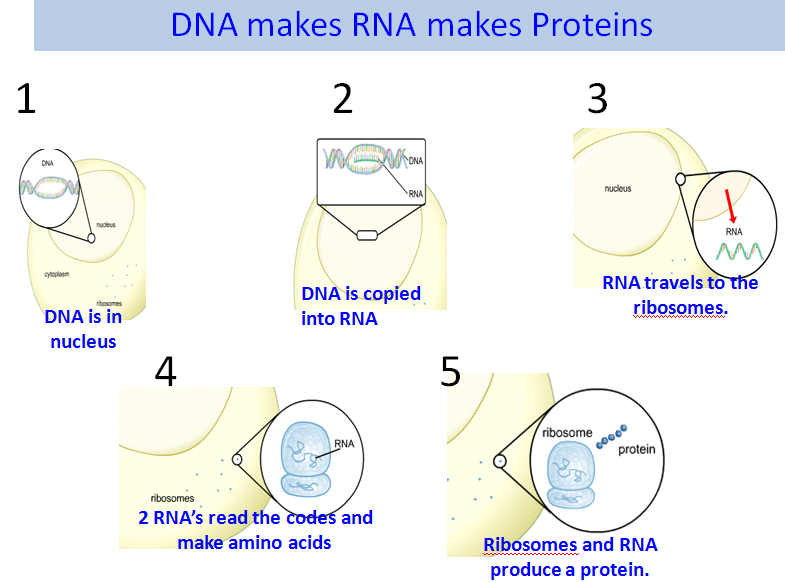 DNA makes RNA makes Proteins
1
DNA
nucleus
cytoplasm
ribosomes
DNA is in
nucleus
2
DNA
RNA
DNA is copied
into RNA
3
nucleus
RNA
RNA travels to the
ribosomes.
4
RNA
ribosomes
2 RNA’s read the codes and
make amino acids
5
ribosome
protein
Ribosomes and RNA
produce a protein.